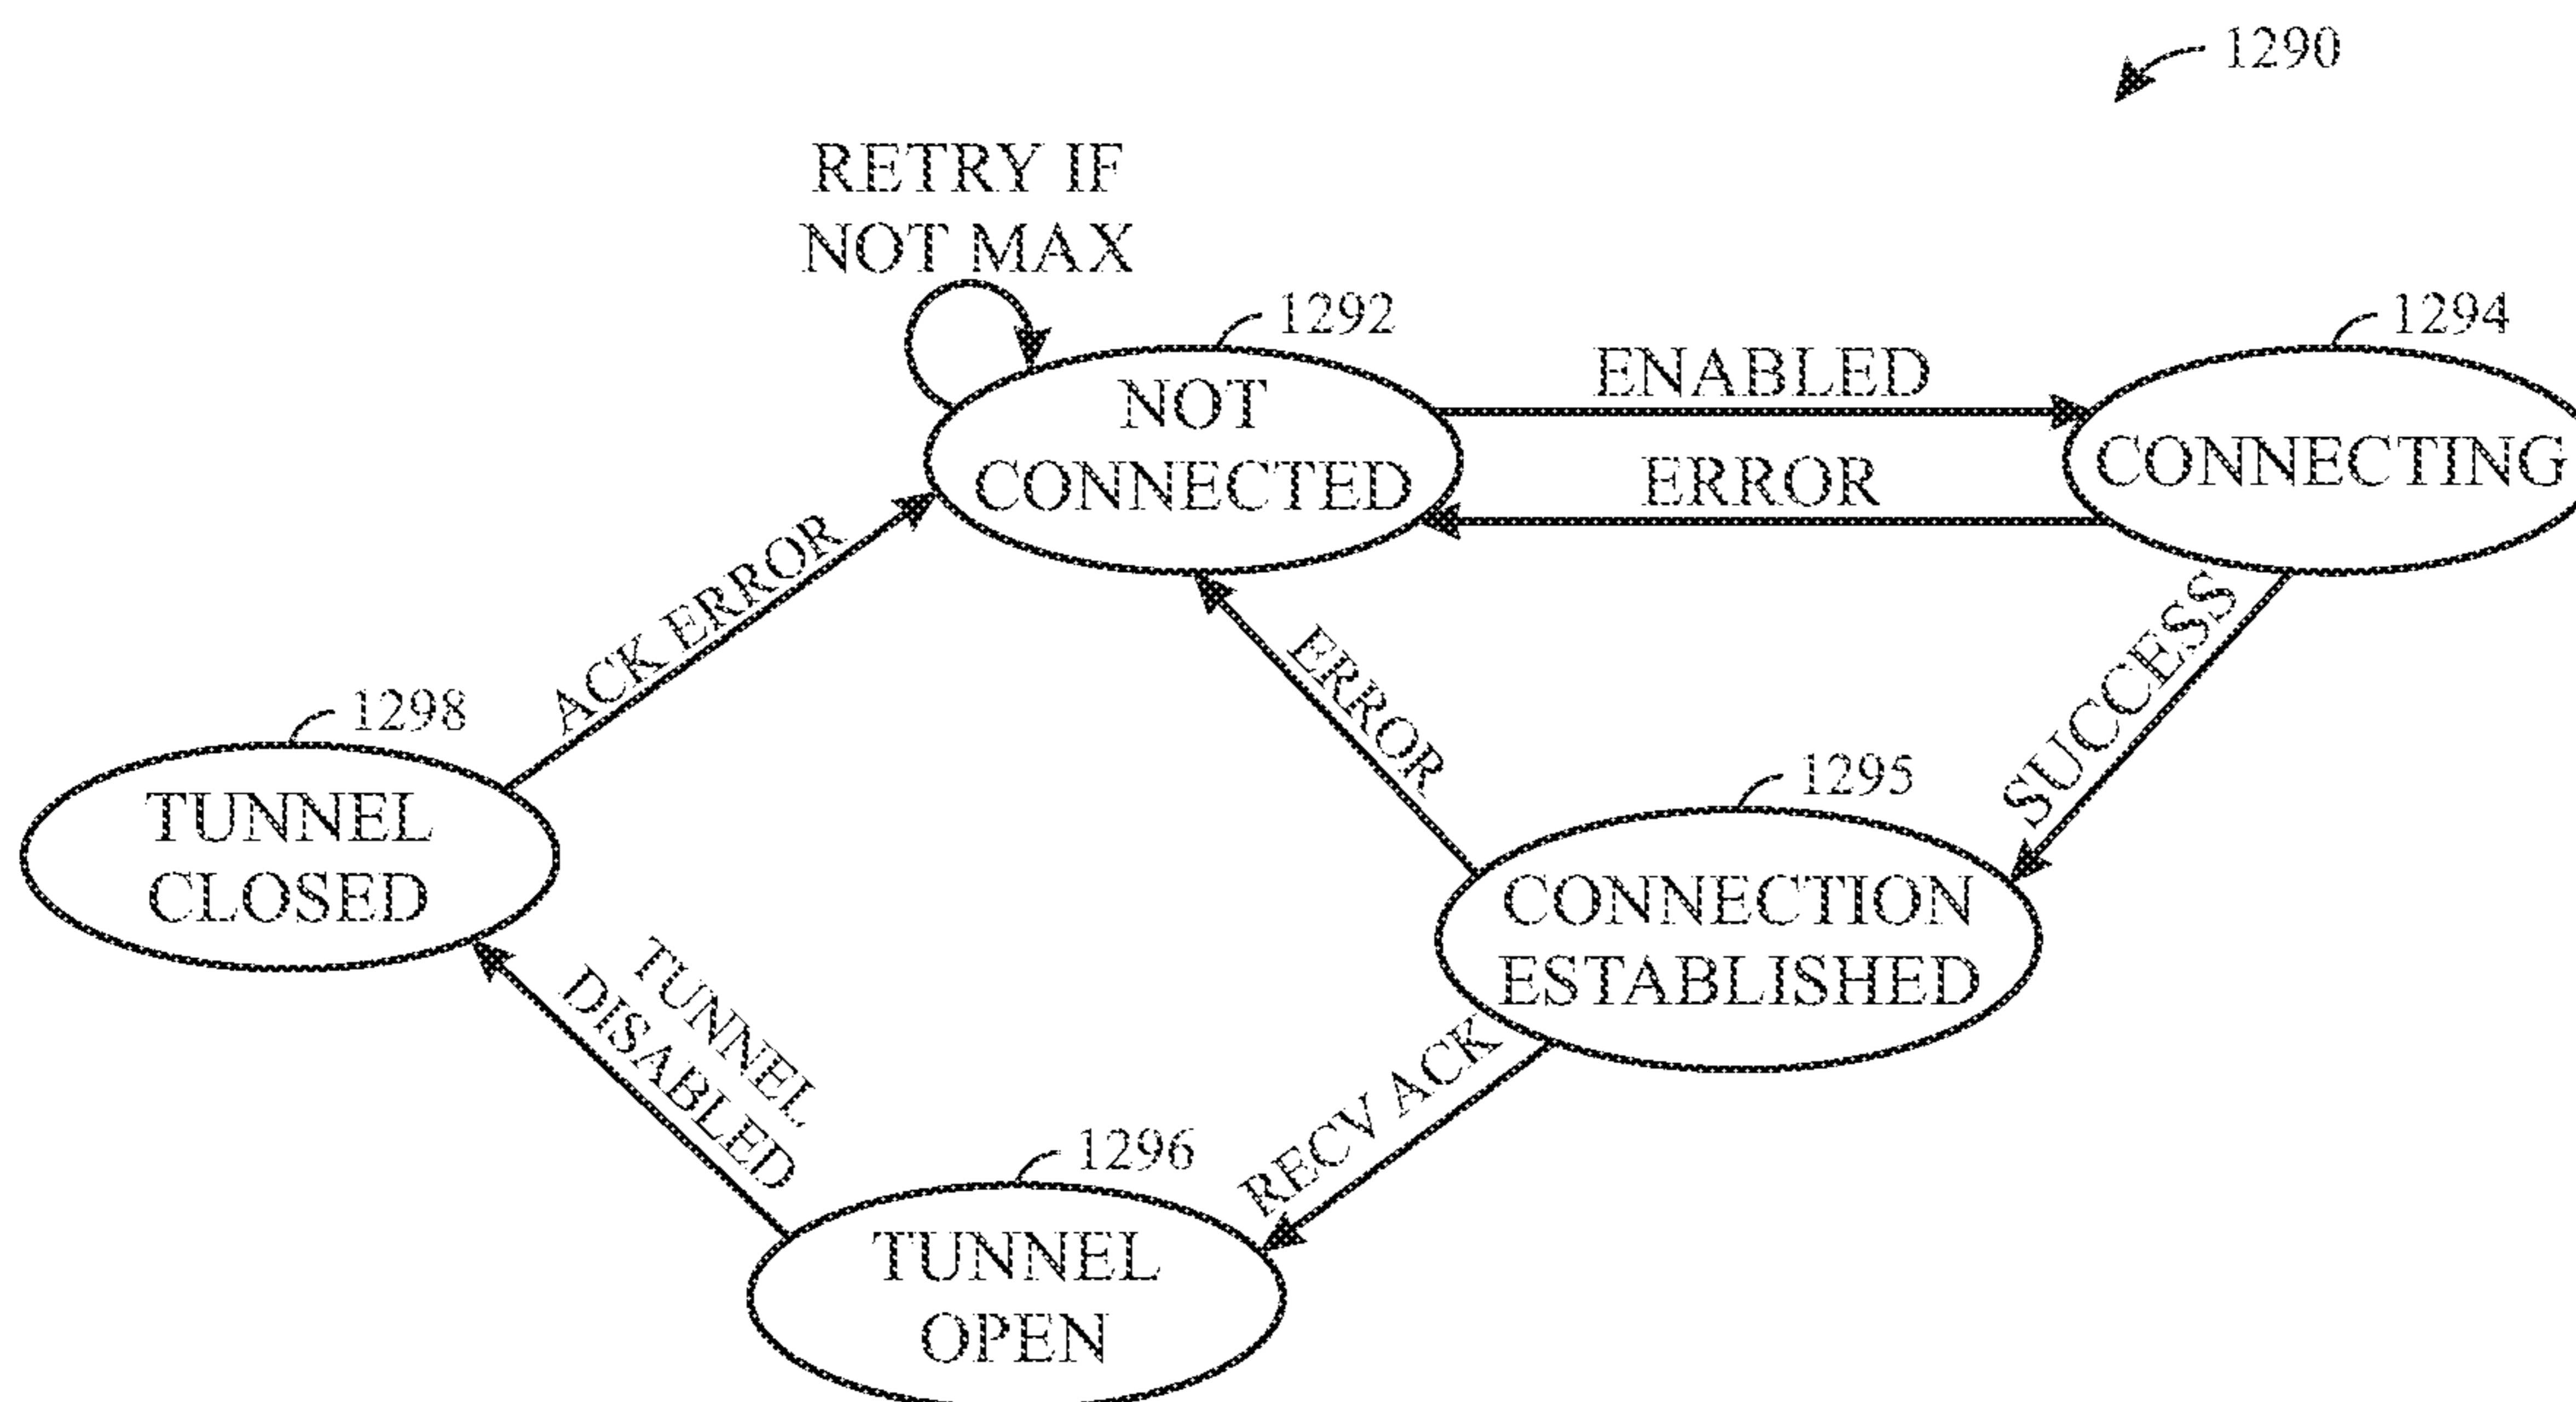 1290
RETRY IF
NOT MAX
1292
1294
NOT
CONNECTED
ENABLED
ERROR
CONNECTING
ACK ERROR
ERROR
SUCCESS
1298
TUNNEL
CLOSED
1295
CONNECTION
ESTABLISHED
TUNNEL
DISABLED
RECV ACK
1296
TUNNEL
OPEN